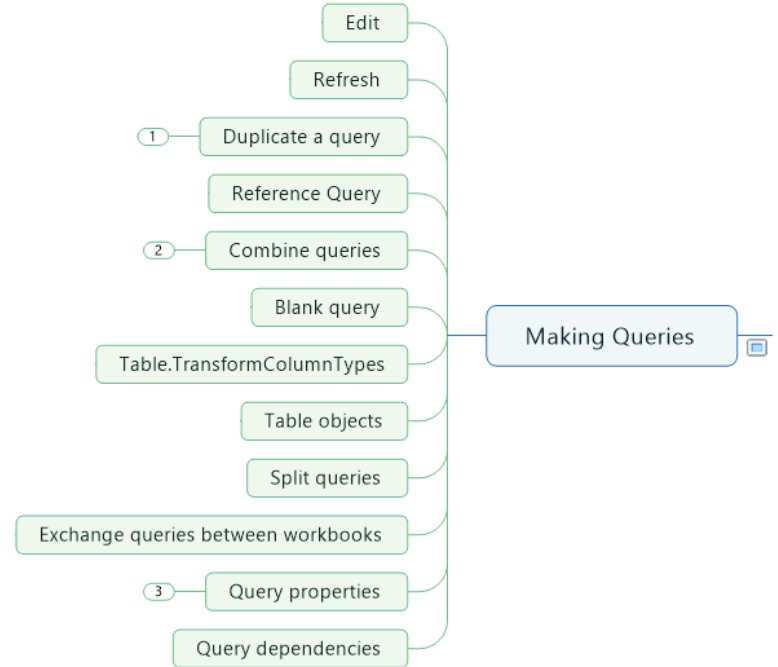 Edit
Refresh
1
Duplicate a query
Reference Query
2
Combine queries
Blank query
Making Queries
Table.TransformColumnTypes
Table objects
Split queries
Exchange queries between workbooks
3
Query properties
Query dependencies